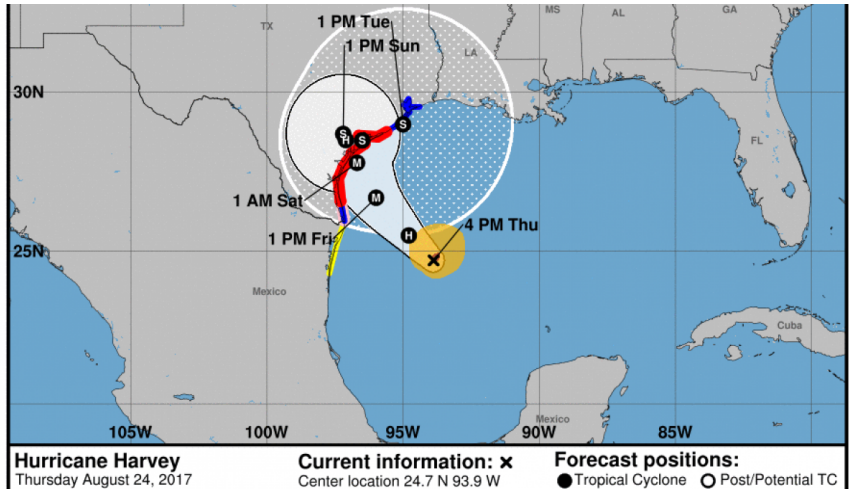 MS
AL
GA
TX
1 PM Tue
1 PM Sun
LA
30N
S
S
H
S
M
FL
1 AM Sat
M
4 PM Thu
1 PM Fri
H
25N
Mexico
Cuba
Mexico
105W
100W
95W
90W
85W
Hurricane Harvey
Thursday August 24, 2017
Current information: ×
Center location 24.7 N 93.9 W
Forecast positions:
Tropical Cyclone
Post/Potential TC